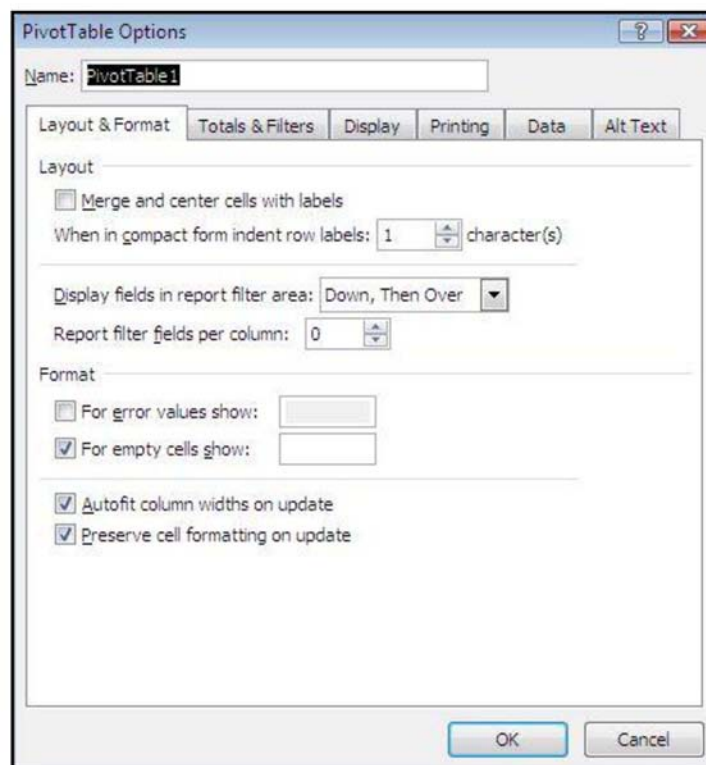 PivotTable Options
Name: PivotTable1
Layout & Format Totals & Filters Display Printing Data Alt Text
Layout
Merge and center cells with labels
When in compact form indent row labels: 1 character(s)
Display fields in report filter area: Down, Then Over
Report filter fields per column: 0
Format
For error values show:
For empty cells show:
Autofit column widths on update
Preserve cell formatting on update
OK Cancel